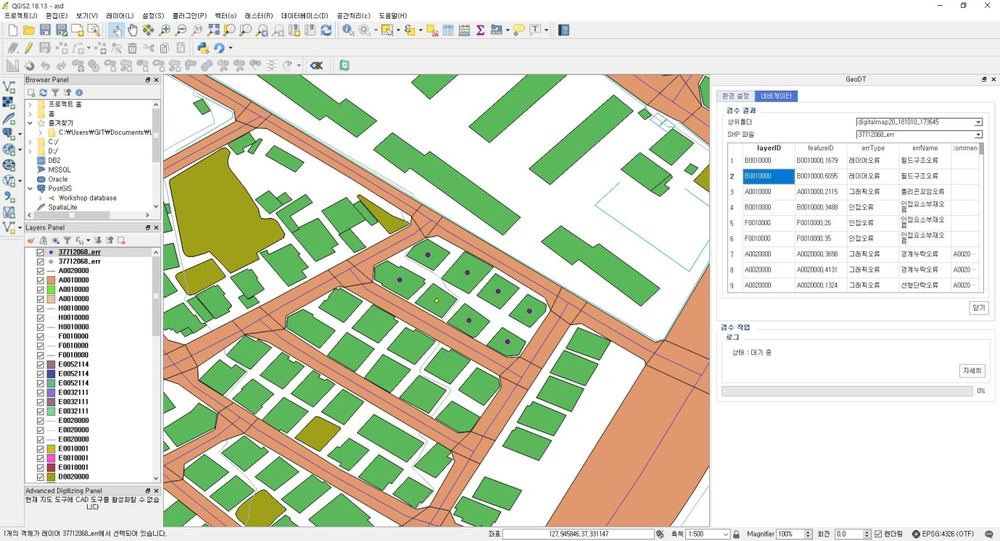 QGIS2.18.13 - asd
프로젝트(J) 편집(E) 보기(V) 레이어(L) 설정(S) 플러그인(P) 벡터(o) 래스터(R) 데이터베이스(D) 공간처리(c) 도움말(H)
Browser Panel
프로젝트 홈
홈
즐겨찾기
C:₩Users₩GIT₩Documents₩L
C:/
D:/
DB2
MSSQL
Oracle
PostGIS
Workshop database
SpatiaLite
Layers Panel
37712068_err
37712068_err
A0020000
A0010000
A0010000
A0010000
H0010000
H0010000
F0010000
F0010000
F0010000
E0052114
E0052114
E0052114
E0032111
E0032111
E0032111
E0020000
E0020000
E0020000
E0010001
E0010001
E0010001
D0020000
Advanced Digitizing Panel
현재 지도 도구에 CAD 도구를 활성화할 수 없습
니다
GeoDT
환경 설정 네비게이터
검수 결과
상위폴더 digitalmap20_181010_173645
SHP 파일 37712068_err
layerID featureID errType errName :ommen
1 B0010000 B0010000,1679 레이어오류 필드구조오류
2 B0010000 B0010000,6095 레이어오류 필드구조오류
3 A0010000 A0010000,2115 그래픽오류 폴리곤꼬임오류
4 B0010000 B0010000,3488 인접오류 인접요소부재오류
5 F0010000 F0010000,26 인접오류 인접요소부재오류
6 F0010000 F0010000,35 인접오류 인접요소부재오류
7 A0020000 A0020000,3698 그래픽오류 경계누락오류 A0020···
8 A0020000 A0020000,4131 그래픽오류 경계누락오류 A0020···
9 A0020000 A0020000,1324 그래픽오류 선형단락오류 A0020···
닫기
검수 작업
로그
상태 : 대기 중
자세히
0%
1개의 객체가 레이어 37712068_err에서 선택되어 있습니다. 좌표 127,945846,37,331147 축척 1:500 Magnifier 100% 회전 0,0 렌더링 EPSG:4326 (OTF)